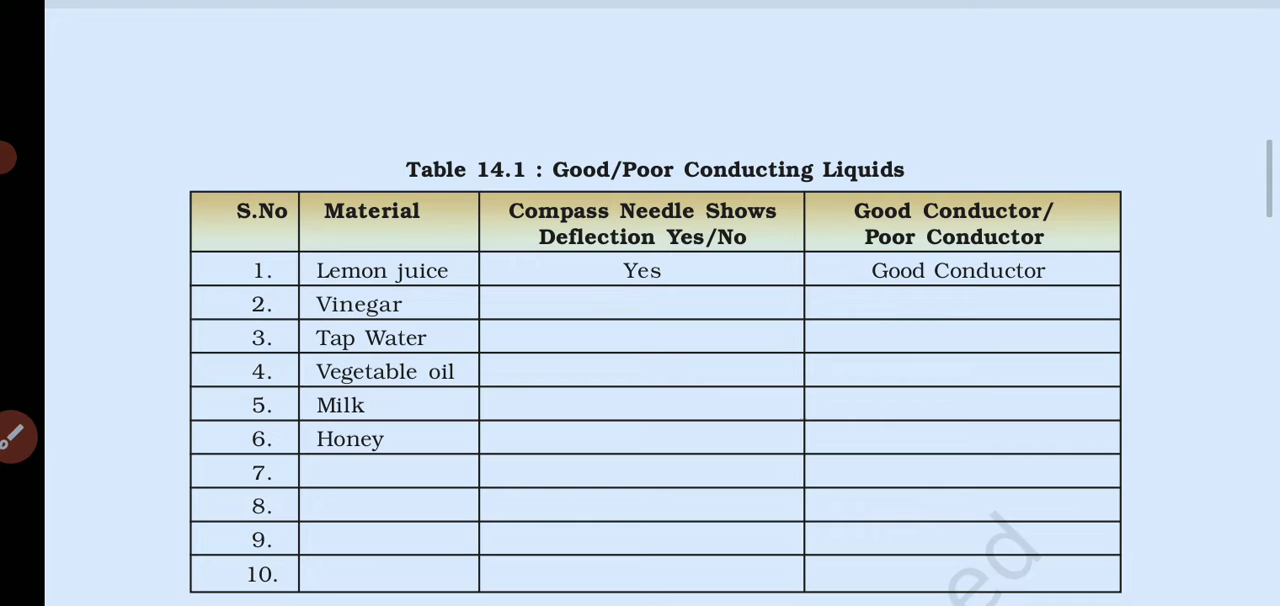 Table 14.1 : Good/Poor Conducting Liquids
S.No Material Compass Needle Shows Deflection Yes/No Good Conductor/ Poor Conductor
1. Lemon juice Yes Good Conductor
2. Vinegar
3. Tap Water
4. Vegetable oil
5. Milk
6. Honey
7.
8.
9.
10.
ed